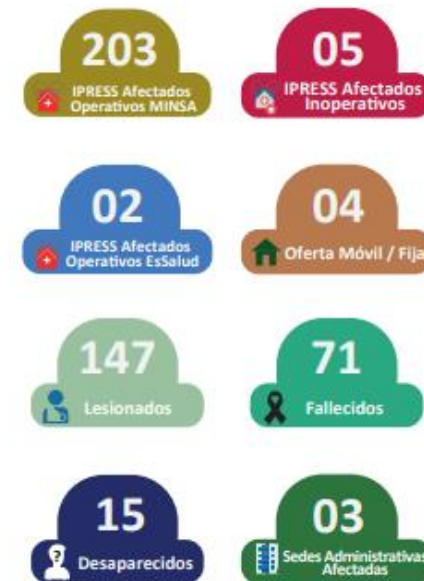 203
IPRESS Afectados
Operativos MINSA
05
IPRESS Afectados
Inoperativos
02
IPRESS Afectados
Operativos EsSalud
04
Oferta Móvil / Fija
147
Lesionados
71
Fallecidos
15
Desaparecidos
03
Sedes Administrativas
Afectadas